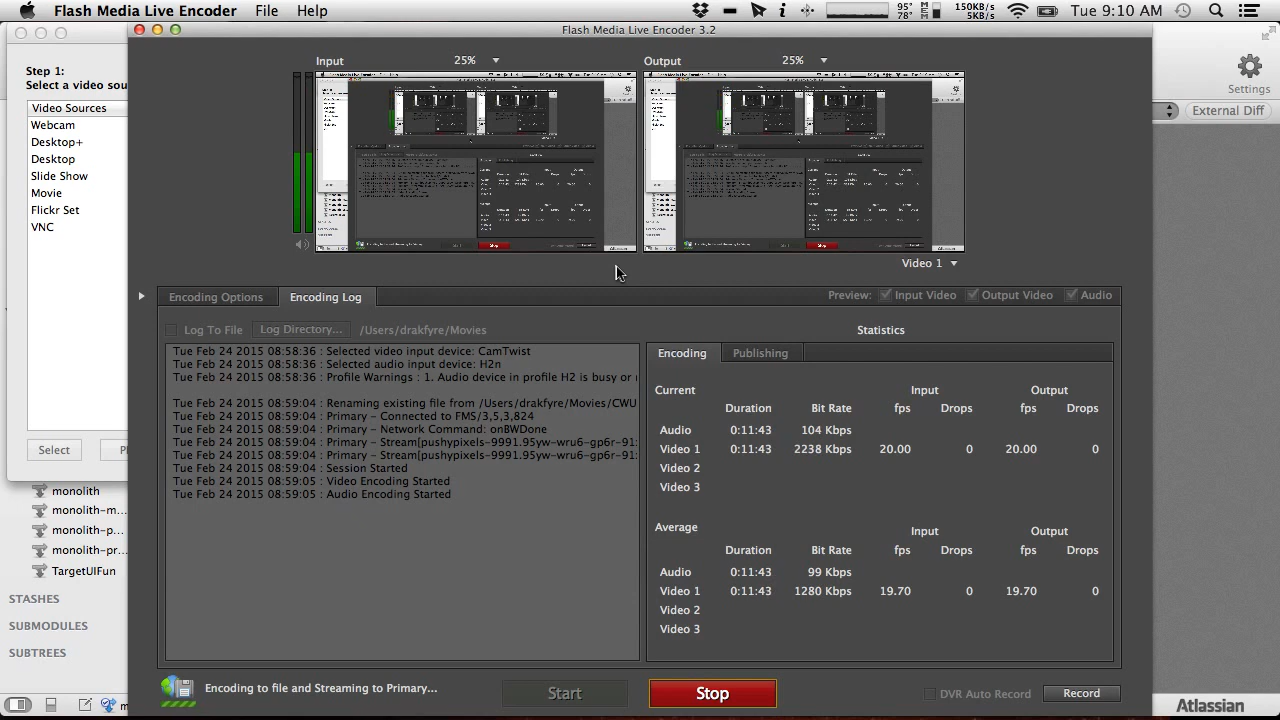 Flash Media Live Encoder File Help
95° 78° MEM 150KB/s 5KB/s Tue 9:10 AM
Flash Media Live Encoder 3.2
Step 1:
Select a video sour
Video Sources
Webcam
Desktop+
Desktop
Slide Show
Movie
Flickr Set
VNC
Select
Settings
External Diff
Input 25%
Output 25%
Video 1
Encoding Options Encoding Log
Preview: Input Video Output Video Audio
Log To File Log Directory... /Users/drakfyre/Movies
Tue Feb 24 2015 08:58:36 : Selected video input device: CamTwist
Tue Feb 24 2015 08:58:36 : Selected audio input device: H2n
Tue Feb 24 2015 08:58:36 : Profile Warnings : 1. Audio device in profile H2 is busy or
Tue Feb 24 2015 08:59:04 : Renaming existing file from /Users/drakfyre/Movies/CWU
Tue Feb 24 2015 08:59:04 : Primary - Connected to FMS/3,5,3,824
Tue Feb 24 2015 08:59:04 : Primary - Network Command: onBWDone
Tue Feb 24 2015 08:59:04 : Primary - Stream[pushypixels-9991.95yw-wru6-gp6r-91
Tue Feb 24 2015 08:59:04 : Primary - Stream[pushypixels-9991.95yw-wru6-gp6r-91
Tue Feb 24 2015 08:59:04 : Session Started
Tue Feb 24 2015 08:59:05 : Video Encoding Started
Tue Feb 24 2015 08:59:05 : Audio Encoding Started
Statistics
Encoding Publishing
Current Input Output
Duration Bit Rate fps Drops fps Drops
Audio 0:11:43 104 Kbps
Video 1 0:11:43 2238 Kbps 20.00 0 20.00 0
Video 2
Video 3
Average Input Output
Duration Bit Rate fps Drops fps Drops
Audio 0:11:43 99 Kbps
Video 1 0:11:43 1280 Kbps 19.70 0 19.70 0
Video 2
Video 3
monolith
monolith-m...
monolith-p...
monolith-pr...
TargetUIFun
STASHES
SUBMODULES
SUBTREES
Encoding to file and Streaming to Primary...
Start
Stop
DVR Auto Record
Record
Atlassian